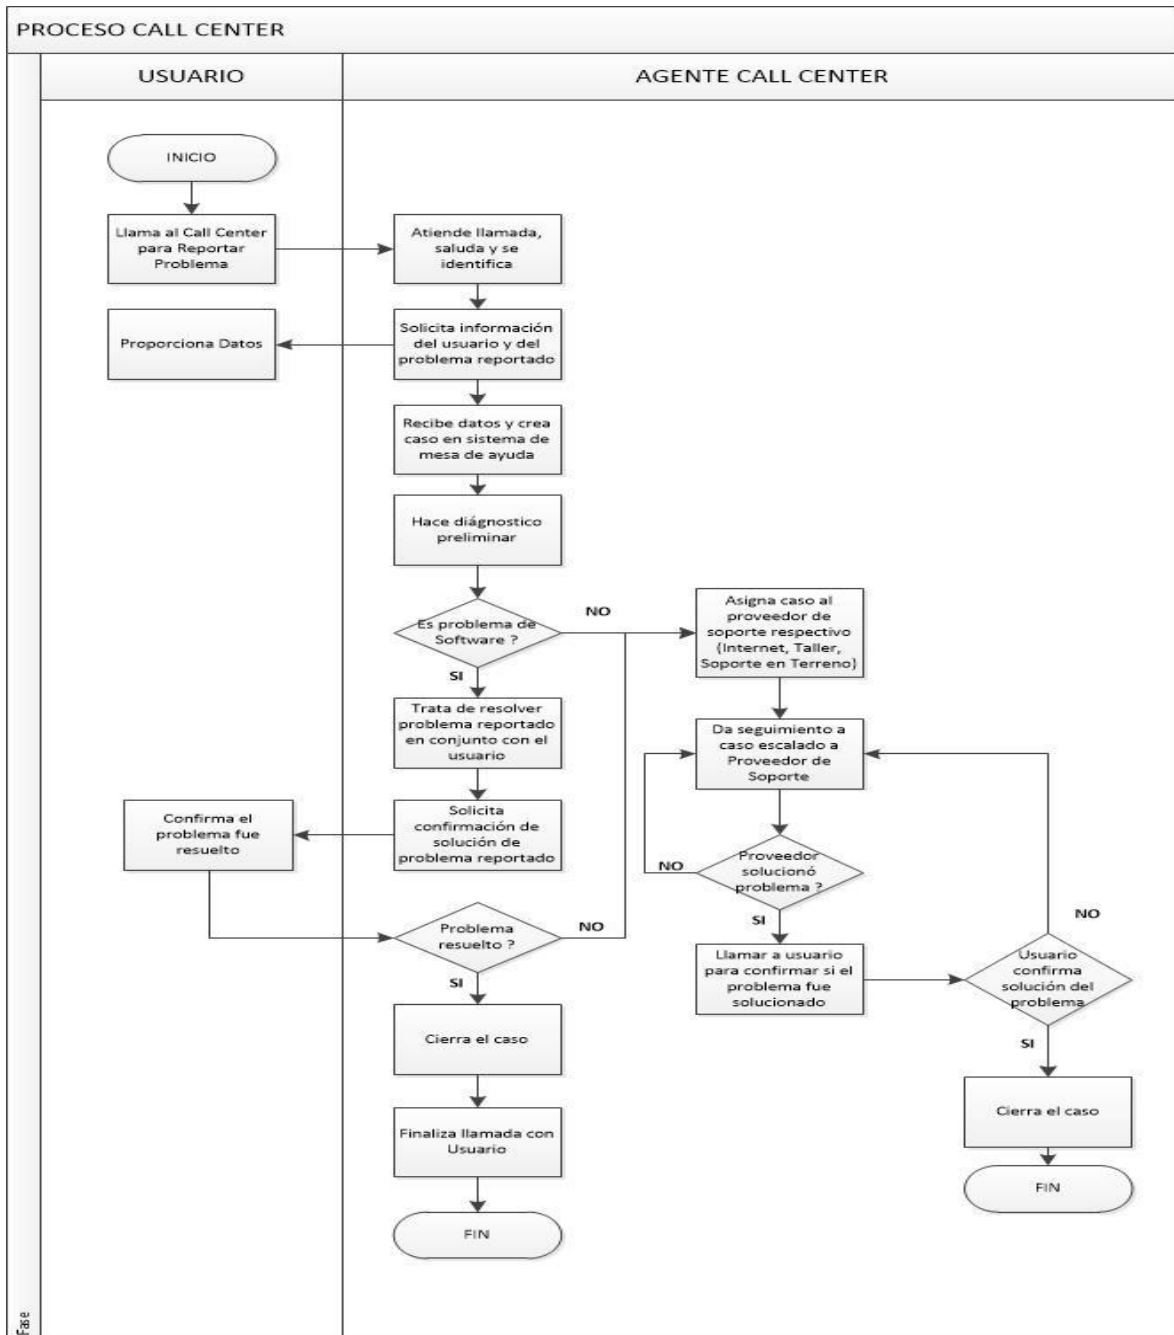 PROCESO CALL CENTER
USUARIO
AGENTE CALL CENTER
INICIO
Llama al Call Center
para Reportar
Problema
Atiende llamada,
saluda y se
identifica
Solicita información
del usuario y del
problema reportado
Proporciona Datos
Recibe datos y crea
caso en sistema de
mesa de ayuda
Hace diágnostico
preliminar
Es problema de
Software ?
NO
SI
Asigna caso al
proveedor de
soporte respectivo
(Internet, Taller,
Soporte en Terreno)
Trata de resolver
problema reportado
en conjunto con el
usuario
Da seguimiento a
caso escalado a
Proveedor de
Soporte
Solicita
confirmación de
solución de
problema reportado
Confirma el
problema fue
resuelto
Proveedor
solucionó
problema ?
NO
SI
Problema
resuelto ?
NO
SI
Llamar a usuario
para confirmar si el
problema fue
solucionado
Usuario
confirma
solución del
problema
NO
SI
Cierra el caso
Finaliza llamada con
Usuario
FIN
Cierra el caso
FIN
Fase